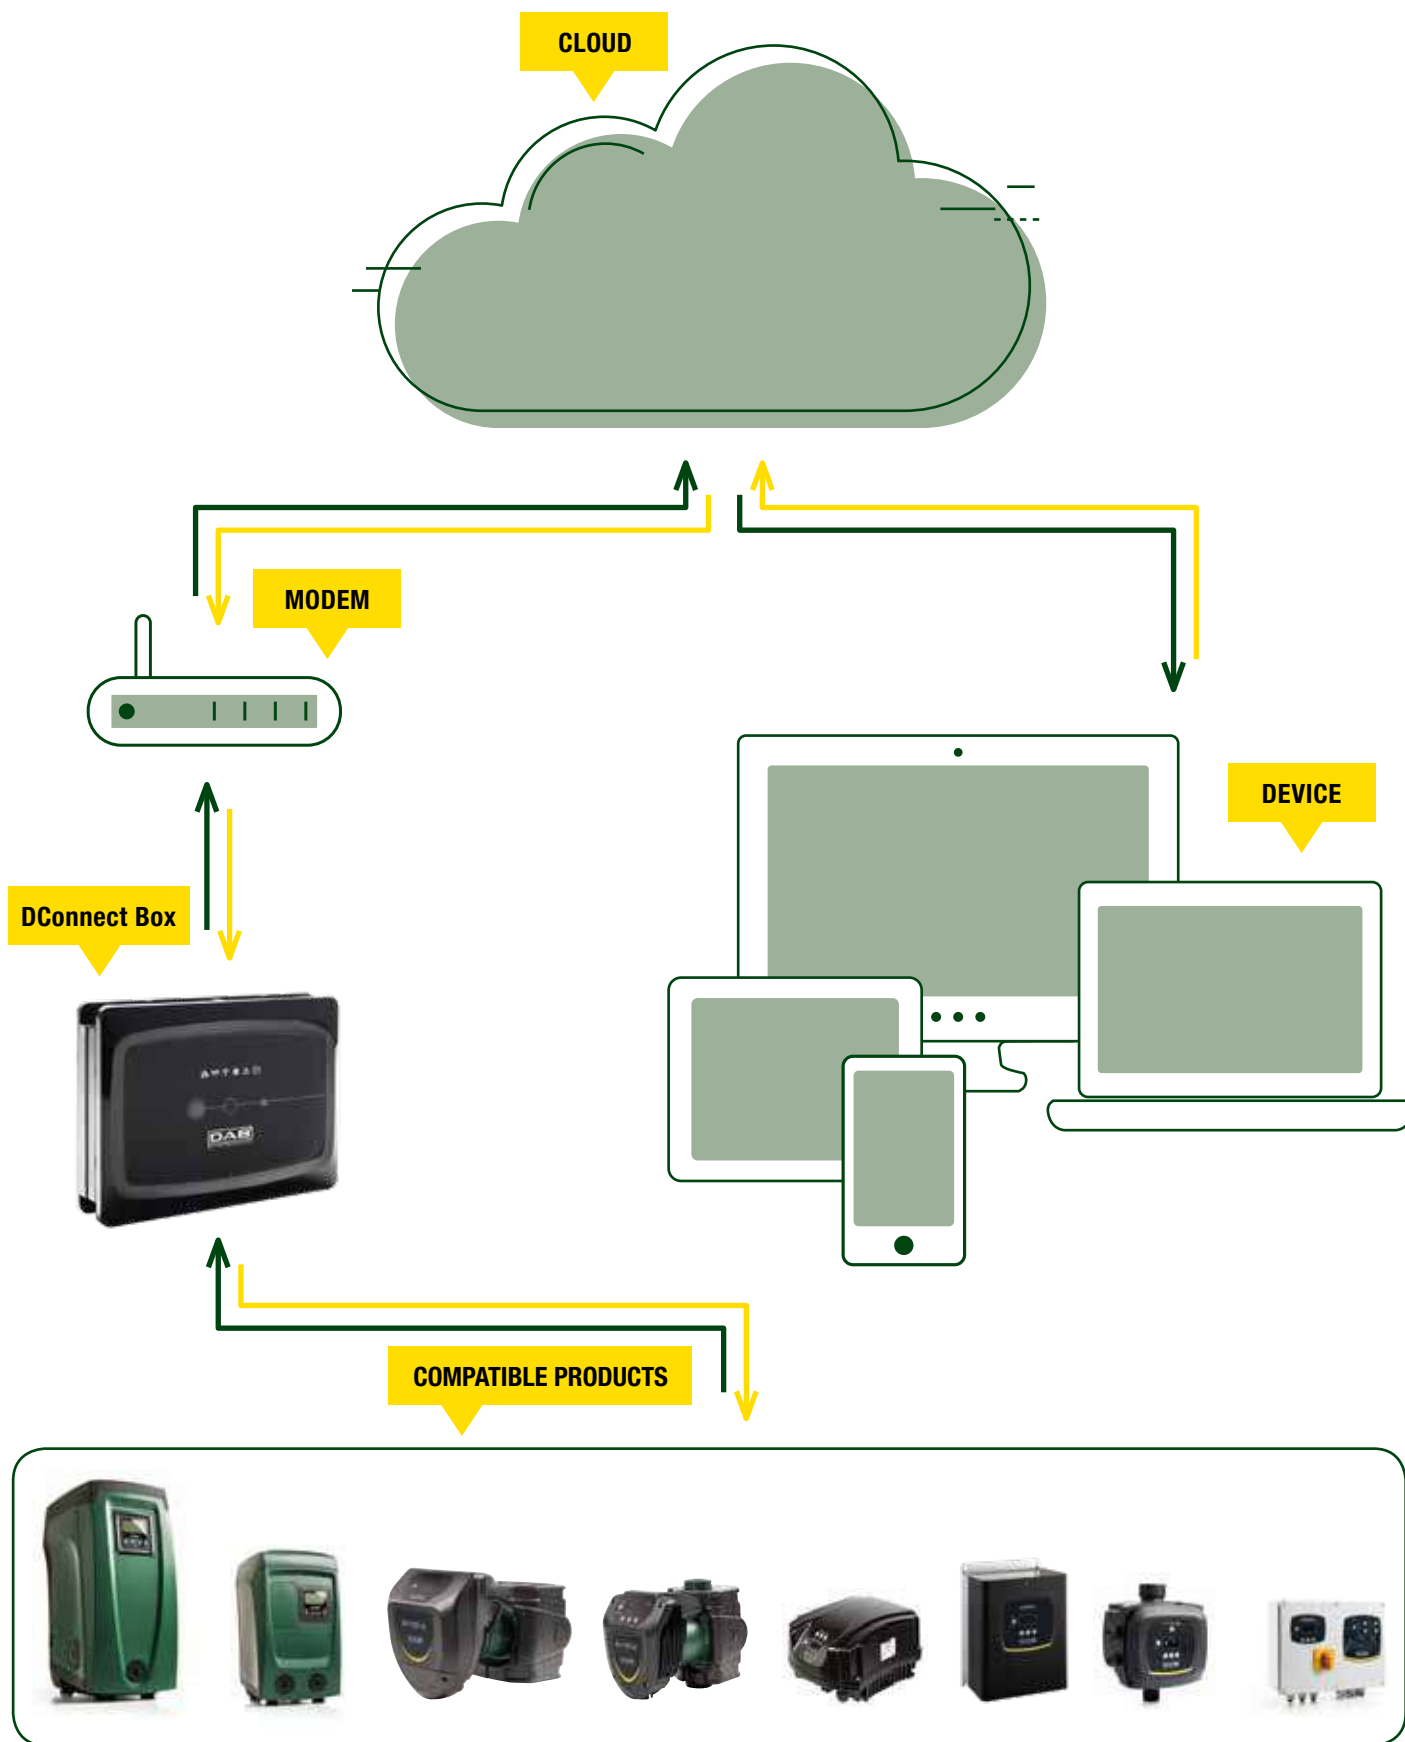 CLOUD
MODEM
DEVICE
DConnect Box
DAB
COMPATIBLE PRODUCTS